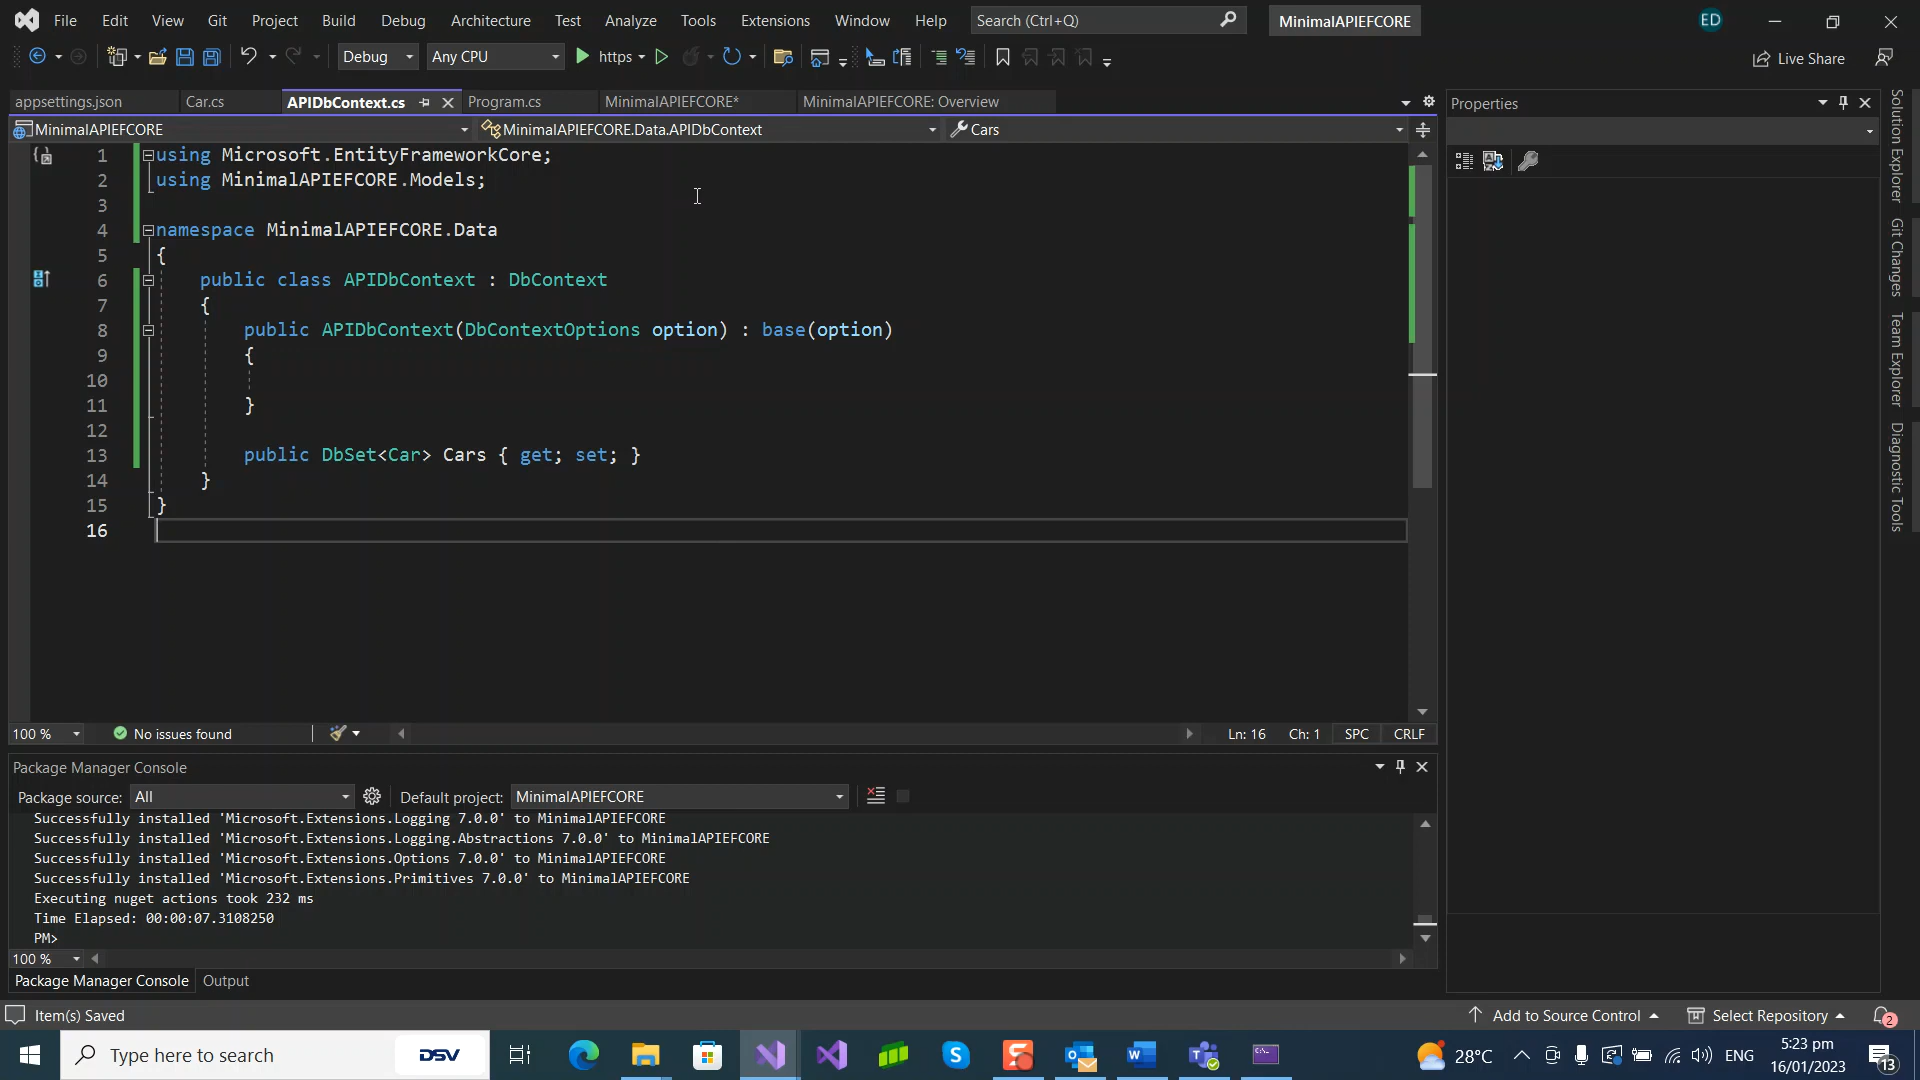 File Edit View Git Project Build Debug Architecture Test Analyze Tools Extensions Window Help Search (Ctrl+Q) MinimalAPIEFCORE ED
Debug Any CPU https Live Share
appsettings.json Car.cs APIDbContext.cs Program.cs MinimalAPIEFCORE* MinimalAPIEFCORE: Overview
MinimalAPIEFCORE MinimalAPIEFCORE.Data.APIDbContext Cars
1 using Microsoft.EntityFrameworkCore;
2 using MinimalAPIEFCORE.Models;
3
4 namespace MinimalAPIEFCORE.Data
5 {
6 public class APIDbContext : DbContext
7 {
8 public APIDbContext(DbContextOptions option) : base(option)
9 {
10
11 }
12
13 public DbSet<Car> Cars { get; set; }
14 }
15 }
16
100 % No issues found Ln: 16 Ch: 1 SPC CRLF
Package Manager Console
Package source: All Default project: MinimalAPIEFCORE
Successfully installed 'Microsoft.Extensions.Logging 7.0.0' to MinimalAPIEFCORE
Successfully installed 'Microsoft.Extensions.Logging.Abstractions 7.0.0' to MinimalAPIEFCORE
Successfully installed 'Microsoft.Extensions.Options 7.0.0' to MinimalAPIEFCORE
Successfully installed 'Microsoft.Extensions.Primitives 7.0.0' to MinimalAPIEFCORE
Executing nuget actions took 232 ms
Time Elapsed: 00:00:07.3108250
PM>
100 %
Package Manager Console Output
Properties
Solution Explorer
Git Changes
Team Explorer
Diagnostic Tools
Item(s) Saved Add to Source Control Select Repository 2
Type here to search DSV 28°C ENG 5:23 pm
16/01/2023 13